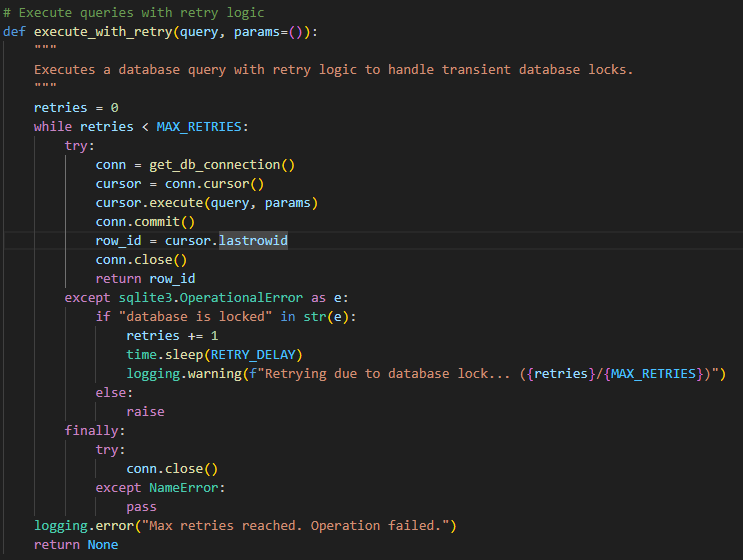 # Execute queries with retry logic
def execute_with_retry(query, params=()):
    """
    Executes a database query with retry logic to handle transient database locks.
    """
    retries = 0
    while retries < MAX_RETRIES:
        try:
            conn = get_db_connection()
            cursor = conn.cursor()
            cursor.execute(query, params)
            conn.commit()
            row_id = cursor.lastrowid
            conn.close()
            return row_id
        except sqlite3.OperationalError as e:
            if "database is locked" in str(e):
                retries += 1
                time.sleep(RETRY_DELAY)
                logging.warning(f"Retrying due to database lock... ({retries}/{MAX_RETRIES})")
            else:
                raise
        finally:
            try:
                conn.close()
            except NameError:
                pass
    logging.error("Max retries reached. Operation failed.")
    return None